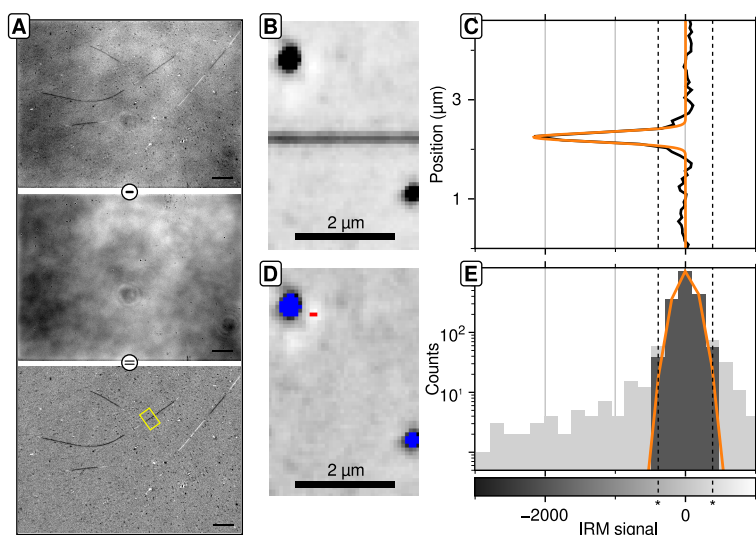 A
B
C
2 µm
Position (µm)
3
1
−
=
D
E
2 µm
Counts
10²
10¹
* *
−2000 0
IRM signal